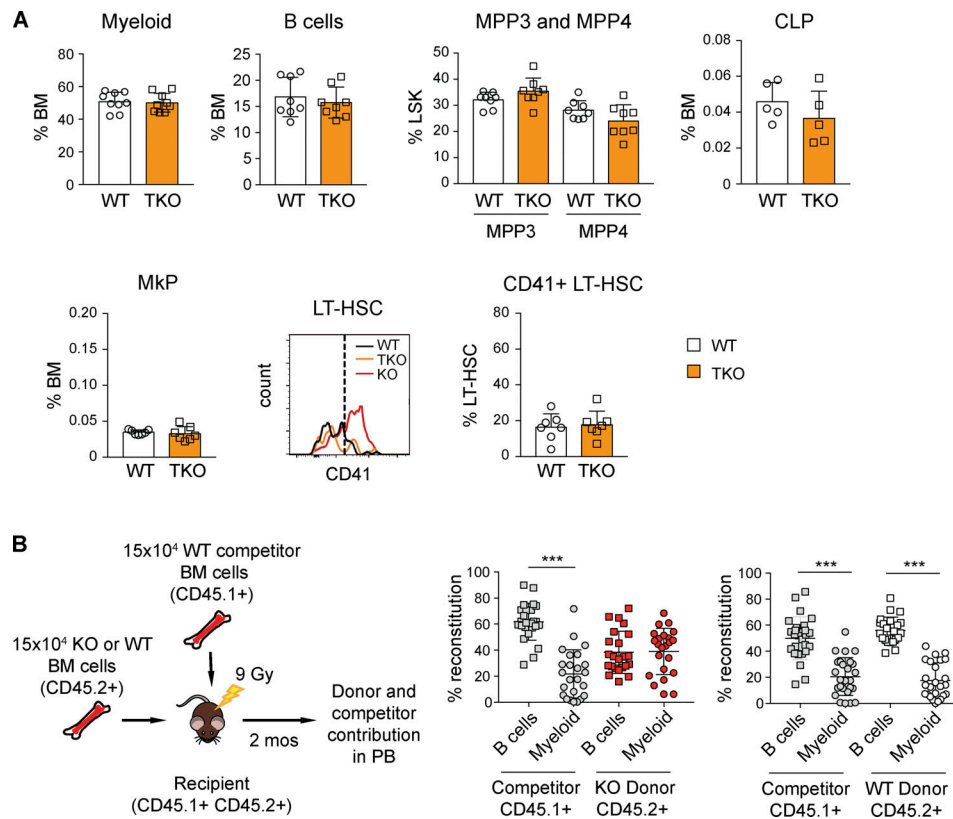 A
Myeloid
% BM
80
60
40
20
0
WT TKO
B cells
% BM
25
20
15
10
5
0
WT TKO
MPP3 and MPP4
% LSK
50
40
30
20
10
0
WT TKO WT TKO
MPP3 MPP4
CLP
% BM
0.08
0.06
0.04
0.02
0
WT TKO
MkP
% BM
0.20
0.15
0.10
0.05
0
WT TKO
LT-HSC
count
WT
TKO
KO
CD41
CD41+ LT-HSC
% LT-HSC
80
60
40
20
0
WT TKO
WT
TKO
B
15x10⁴ WT competitor
BM cells
(CD45.1+)
15x10⁴ KO or WT
BM cells
(CD45.2+)
9 Gy
2 mos
Donor and
competitor
contribution
in PB
Recipient
(CD45.1+ CD45.2+)
***
% reconstitution
100
80
60
40
20
0
B cells Myeloid B cells Myeloid
Competitor KO Donor
CD45.1+ CD45.2+
*** ***
% reconstitution
100
80
60
40
20
0
B cells Myeloid B cells Myeloid
Competitor WT Donor
CD45.1+ CD45.2+